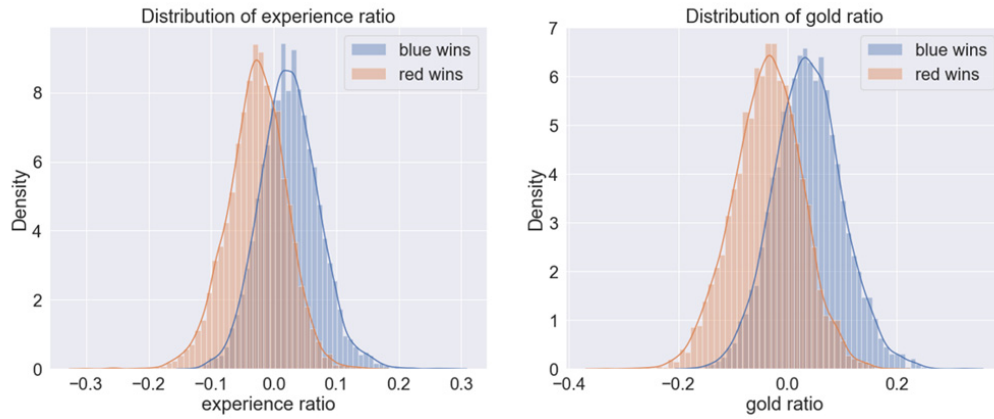 Distribution of experience ratio
blue wins
red wins
Density
8
6
4
2
0
−0.3 −0.2 −0.1 0.0 0.1 0.2 0.3
experience ratio
Distribution of gold ratio
blue wins
red wins
Density
7
6
5
4
3
2
1
0
−0.4 −0.2 0.0 0.2
gold ratio